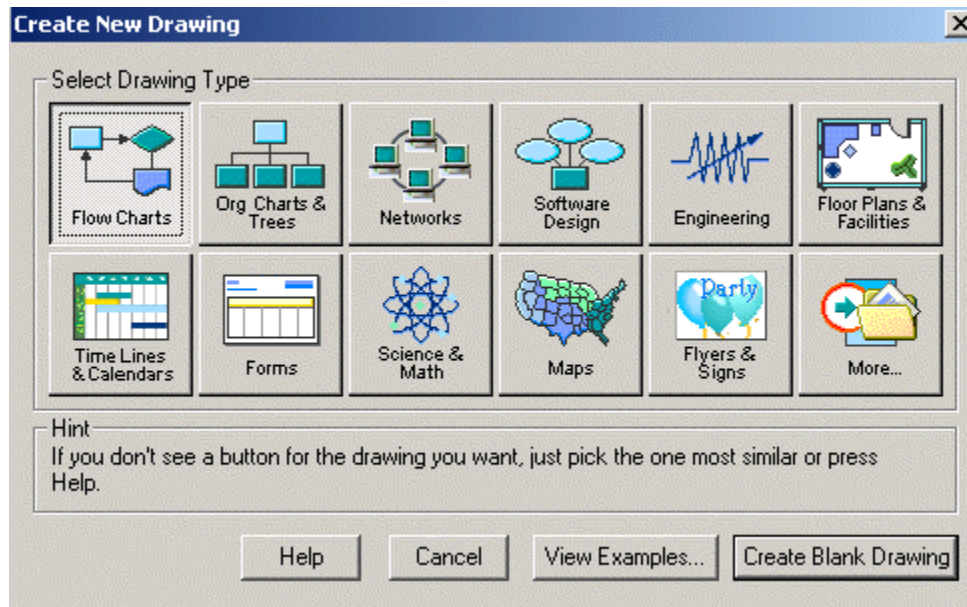 Create New Drawing
Select Drawing Type
Flow Charts
Org Charts &
Trees
Networks
Software
Design
Engineering
Floor Plans &
Facilities
Time Lines
& Calendars
Forms
Science &
Math
Maps
Party
Flyers &
Signs
More...
Hint
If you don't see a button for the drawing you want, just pick the one most similar or press
Help.
Help
Cancel
View Examples...
Create Blank Drawing